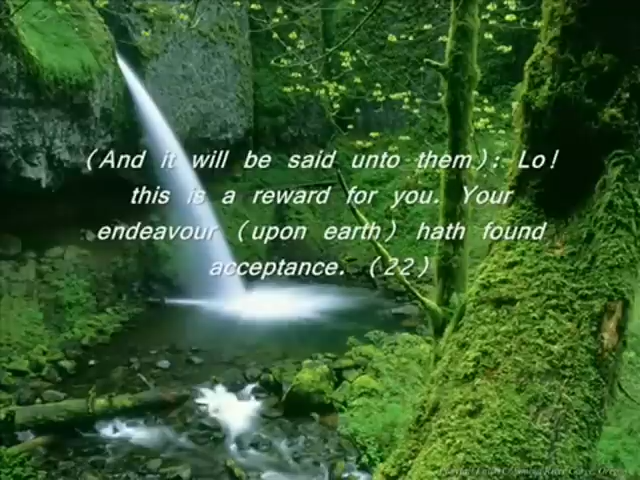 (And it will be said unto them): Lo!
this is a reward for you. Your
endeavour (upon earth) hath found
acceptance. (22)